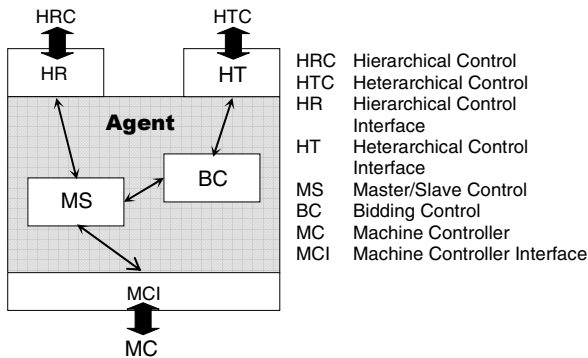 HRC HTC
HR HT
Agent
BC
MS
MCI
MC
HRC Hierarchical Control
HTC Heterarchical Control
HR Hierarchical Control
Interface
HT Heterarchical Control
Interface
MS Master/Slave Control
BC Bidding Control
MC Machine Controller
MCI Machine Controller Interface